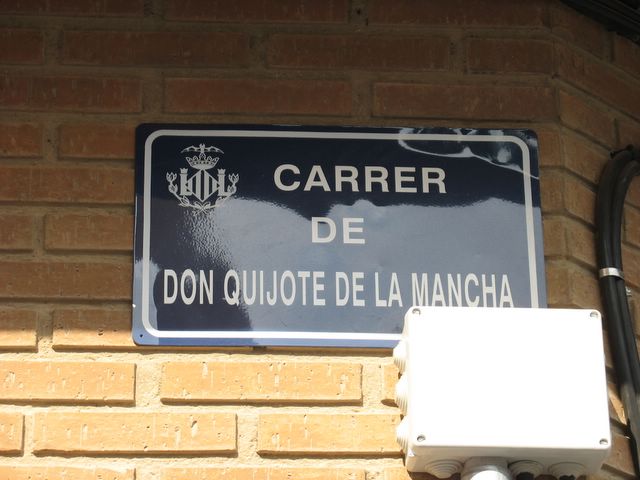 CARRER
DE
DON QUIJOTE DE LA MANCHA